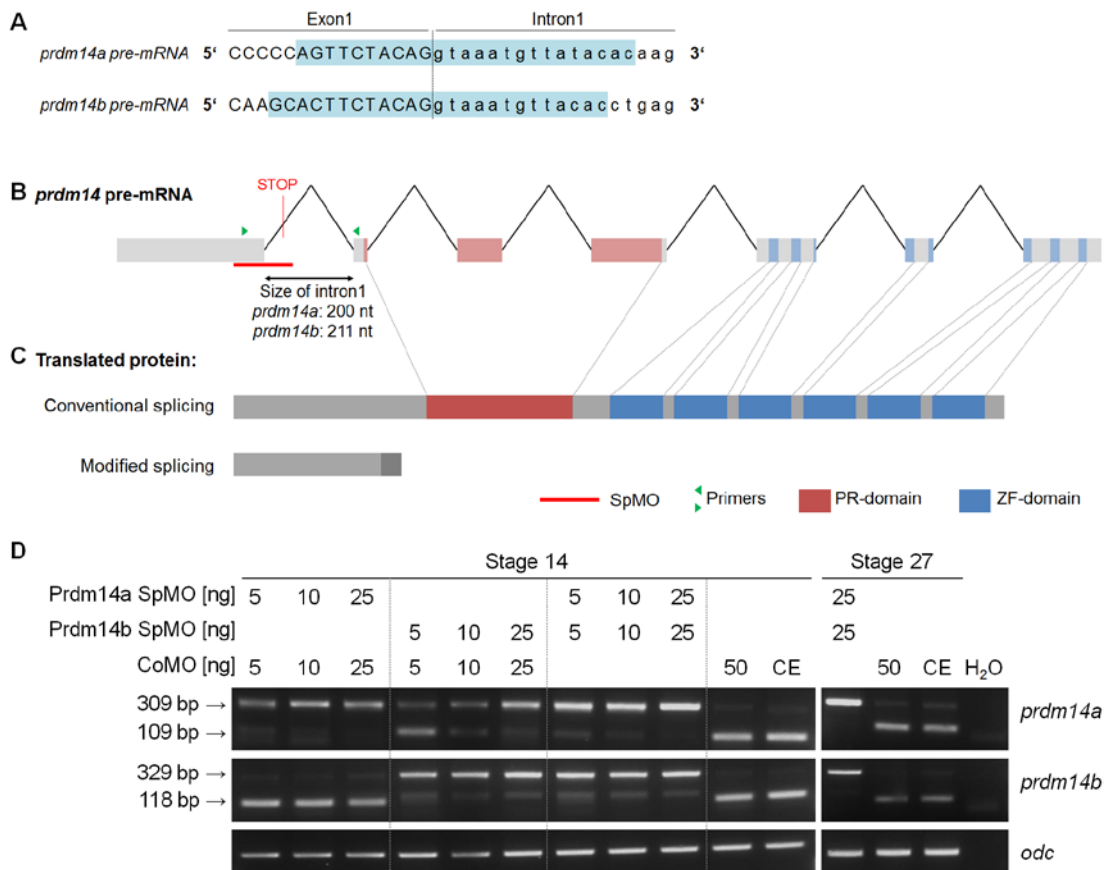 A
Exon1 Intron1
prdm14a pre-mRNA 5‘ CCCCCAGTTCTACAGgtaaatgttatacacaag 3‘
prdm14b pre-mRNA 5‘ CAAGCACTTCTACAGgtaaatgttacacctgag 3‘
B prdm14 pre-mRNA
STOP
Size of intron1
prdm14a: 200 nt
prdm14b: 211 nt
C Translated protein:
Conventional splicing
Modified splicing
SpMO Primers PR-domain ZF-domain
D
Stage 14 Stage 27
Prdm14a SpMO [ng] 5 10 25 5 10 25 25
Prdm14b SpMO [ng] 5 10 25 5 10 25 25
CoMO [ng] 5 10 25 5 10 25 50 CE 50 CE H2O
309 bp → prdm14a
109 bp →
329 bp → prdm14b
118 bp →
odc